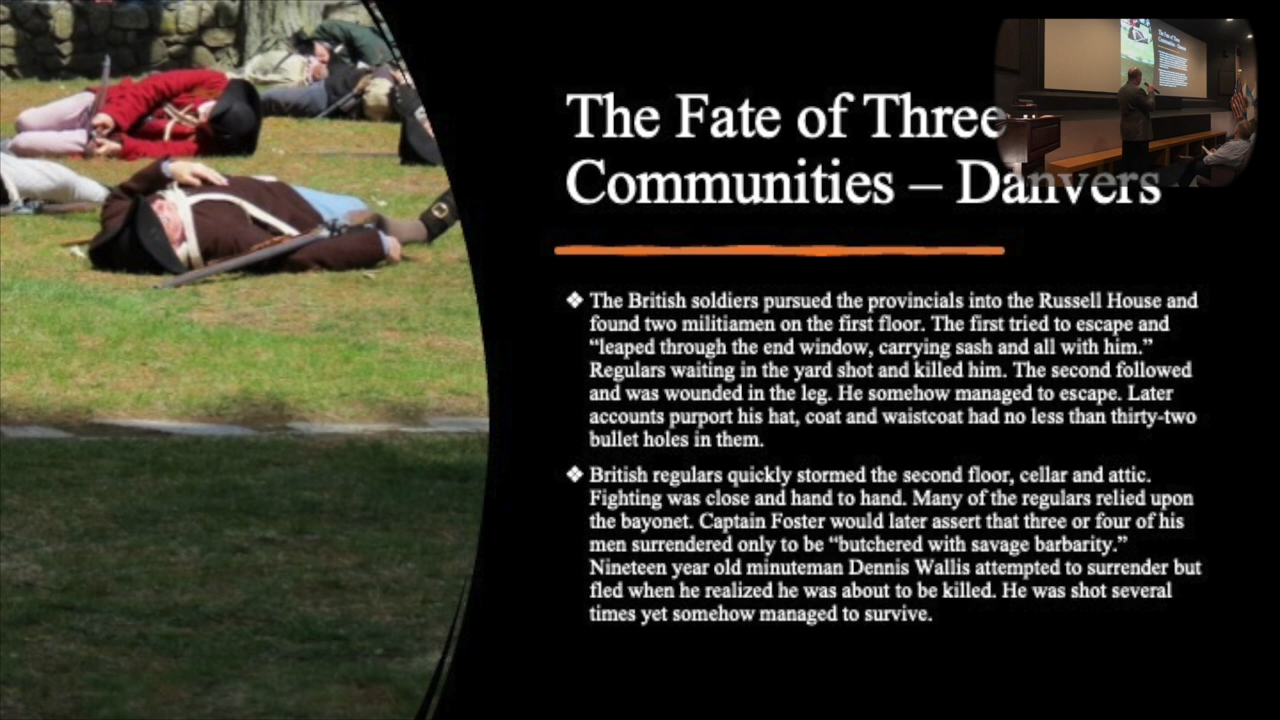 The Fate of Three
Communities – Danvers
❖ The British soldiers pursued the provincials into the Russell House and
found two militiamen on the first floor. The first tried to escape and
“leaped through the end window, carrying sash and all with him.”
Regulars waiting in the yard shot and killed him. The second followed
and was wounded in the leg. He somehow managed to escape. Later
accounts purport his hat, coat and waistcoat had no less than thirty-two
bullet holes in them.
❖ British regulars quickly stormed the second floor, cellar and attic.
Fighting was close and hand to hand. Many of the regulars relied upon
the bayonet. Captain Foster would later assert that three or four of his
men surrendered only to be “butchered with savage barbarity.”
Nineteen year old minuteman Dennis Wallis attempted to surrender but
fled when he realized he was about to be killed. He was shot several
times yet somehow managed to survive.
The Fate of Three
Communities – Danvers